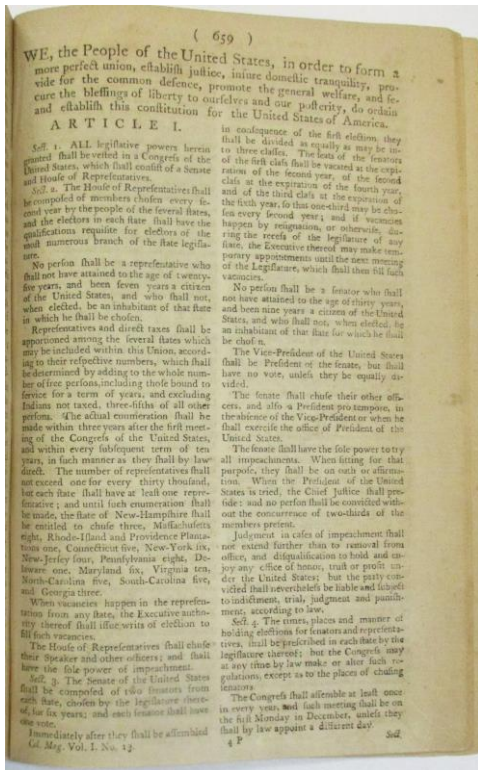 ( 659 )
WE, the People of the United States, in order to form a
more perfect union, establish justice, insure domestic tranquility, pro-
vide for the common defence, promote the general welfare, and se-
cure the blessings of liberty to ourselves and our posterity, do ordain
and establish this constitution for the United States of America.
ARTICLE I.
Sect. 1. ALL legislative powers herein
granted shall be vested in a Congress of the
United States, which shall consist of a Senate
and House of Representatives.
Sect. 2. The House of Representatives shall
be composed of members chosen every se-
cond year by the people of the several states,
and the electors in each state shall have the
qualifications requisite for electors of the
most numerous branch of the state legisla-
ture.
No person shall be a representative who
shall not have attained to the age of twenty-
five years, and been seven years a citizen
of the United States, and who shall not,
when elected, be an inhabitant of that state
in which he shall be chosen.
Representatives and direct taxes shall be
apportioned among the several states which
may be included within this Union, accord-
ing to their respective numbers, which shall
be determined by adding to the whole num-
ber of free persons, including those bound to
service for a term of years, and excluding
Indians not taxed, three-fifths of all other
persons. The actual enumeration shall be
made within three years after the first meet-
ing of the Congress of the United States,
and within every subsequent term of ten
years, in such manner as they shall by law
direct. The number of representatives shall
not exceed one for every thirty thousand,
but each state shall have at least one repre-
sentative; and until such enumeration shall
be made, the state of New-Hampshire shall
be entitled to chuse three, Massachusetts
eight, Rhode-Island and Providence Planta-
tions one, Connecticut five, New-York six,
New-Jersey four, Pennsylvania eight, De-
laware one, Maryland six, Virginia ten,
North-Carolina five, South-Carolina five,
and Georgia three.
When vacancies happen in the represen-
tation from any state, the Executive autho-
rity thereof shall issue writs of election to
fill such vacancies.
The House of Representatives shall chuse
their Speaker and other officers; and shall
have the sole power of impeachment.
Sect. 3. The Senate of the United States
shall be composed of two senators from
each state, chosen by the legislature there-
of, for six years; and each senator shall have
one vote.
Immediately after they shall be assembled
Col. Mag. Vol. I. No. 13.
in consequence of the first election, they
shall be divided as equally as may be in-
to three classes. The seats of the senators
of the first class shall be vacated at the expi-
ration of the second year, of the second
class at the expiration of the fourth year,
and of the third class at the expiration of
the sixth year, so that one-third may be cho-
sen every second year; and if vacancies
happen by resignation, or otherwise, du-
ring the recess of the legislature of any
state, the Executive thereof may make tem-
porary appointments until the next meeting
of the Legislature, which shall then fill such
vacancies.
No person shall be a senator who shall
not have attained to the age of thirty years,
and been nine years a citizen of the United
States, and who shall not, when elected, be
an inhabitant of that state for which he shall
be chosen.
The Vice-President of the United States
shall be President of the senate, but shall
have no vote, unless they be equally di-
vided.
The senate shall chuse their other offi-
cers, and also a President pro tempore, in
the absence of the Vice-President or when he
shall exercise the office of President of the
United States.
The senate shall have the sole power to try
all impeachments. When sitting for that
purpose, they shall be on oath or affirma-
tion. When the President of the United
States is tried, the Chief Justice shall pre-
side: and no person shall be convicted with-
out the concurrence of two-thirds of the
members present.
Judgment in cases of impeachment shall
not extend further than to removal from
office, and disqualification to hold and en-
joy any office of honor, trust or profit un-
der the United States; but the party con-
victed shall nevertheless be liable and subject
to indictment, trial, judgment and punish-
ment, according to law.
Sect. 4. The times, places and manner of
holding elections for senators and representa-
tives, shall be prescribed in each state by the
legislature thereof; but the Congress may
at any time by law make or alter such re-
gulations, except as to the places of chusing
senators
The Congress shall assemble at least once
in every year, and such meeting shall be on
the first Monday in December, unless they
shall by law appoint a different day.
4 P
Sect.